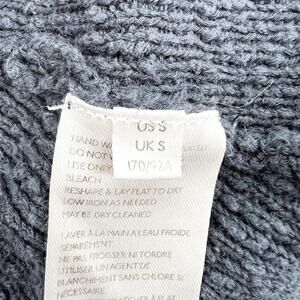 US S
UK S
170/92A
HAND WA
DO NOT W
USE ONLY
BLEACH
RESHAPE & LAY FLAT TO DRY
LOW IRON AS NEEDED
MAY BE DRY CLEANED
LAVER À LA MAIN A L'EAU FROIDE
SÉPARÉMENT
NE PAS FROISSER NI TORDRE
UTILISER UN AGENT DE
BLANCHIMENT SANS CHLORE SI
NÉCESSAIRE
SÉCHER À PLAT